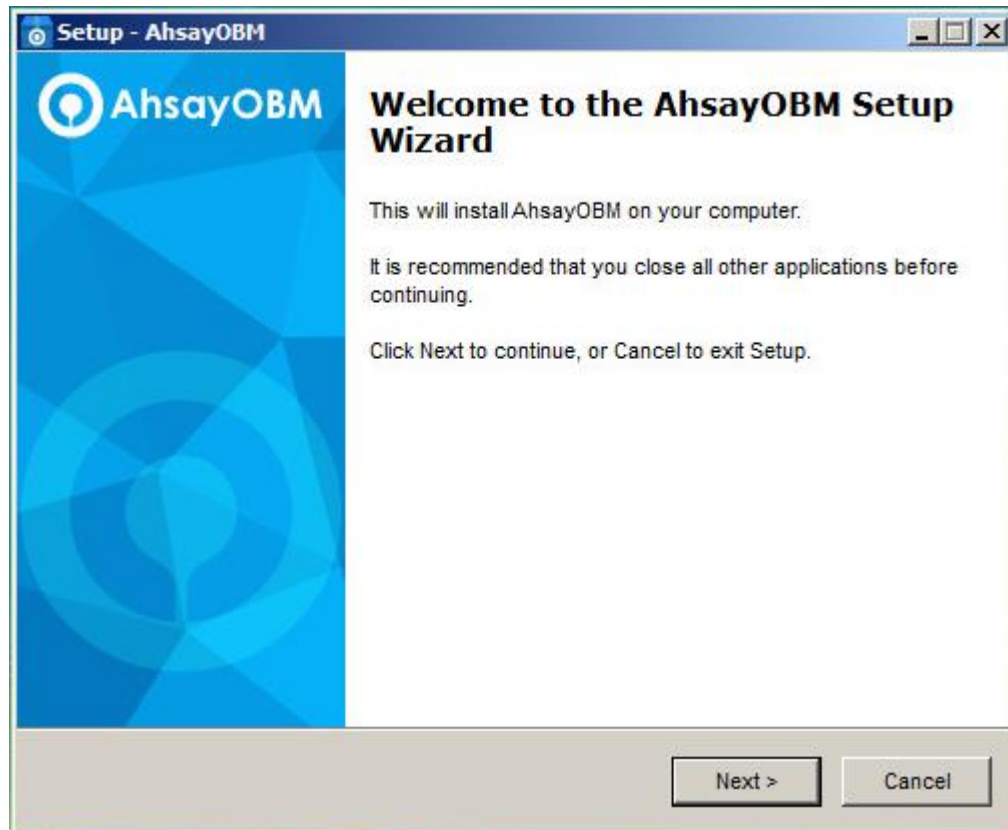 Setup - AhsayOBM
AhsayOBM
Welcome to the AhsayOBM Setup
Wizard
This will install AhsayOBM on your computer.
It is recommended that you close all other applications before
continuing.
Click Next to continue, or Cancel to exit Setup.
Next >
Cancel